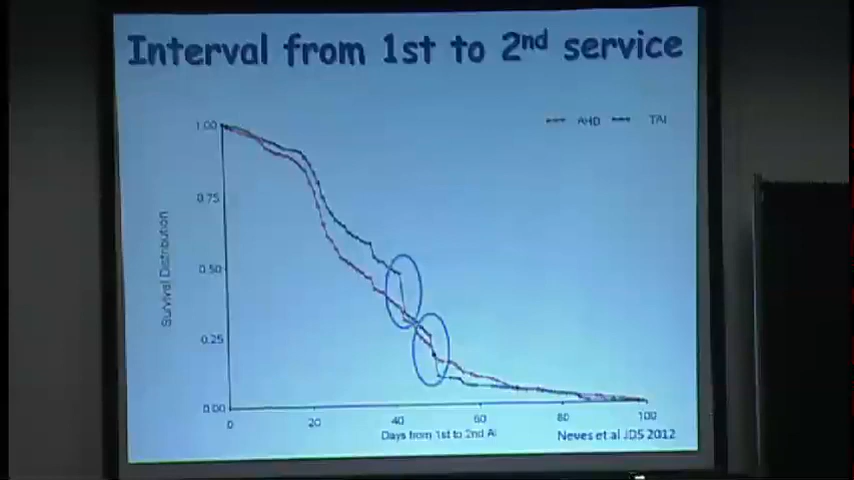 Interval from 1st to 2nd service
AHD TAI
Survival Distribution
1.00
0.75
0.50
0.25
0.00
0 20 40 60 80 100
Days from 1st to 2nd AI
Neves et al JDS 2012